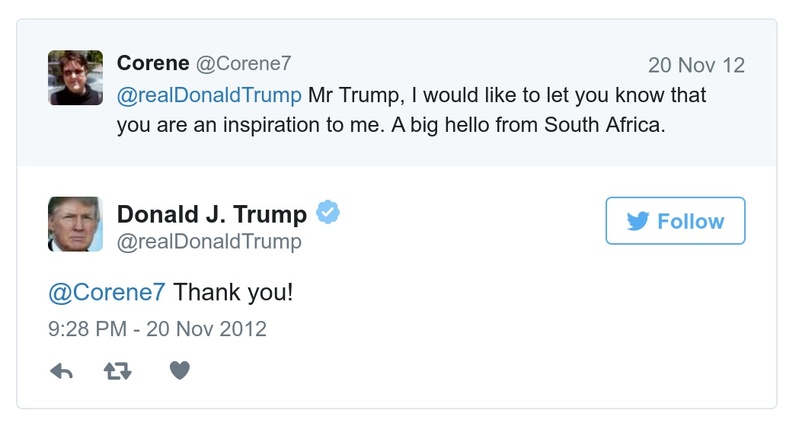 Corene @Corene7 20 Nov 12
@realDonaldTrump Mr Trump, I would like to let you know that
you are an inspiration to me. A big hello from South Africa.
Donald J. Trump
@realDonaldTrump
Follow
@Corene7 Thank you!
9:28 PM - 20 Nov 2012